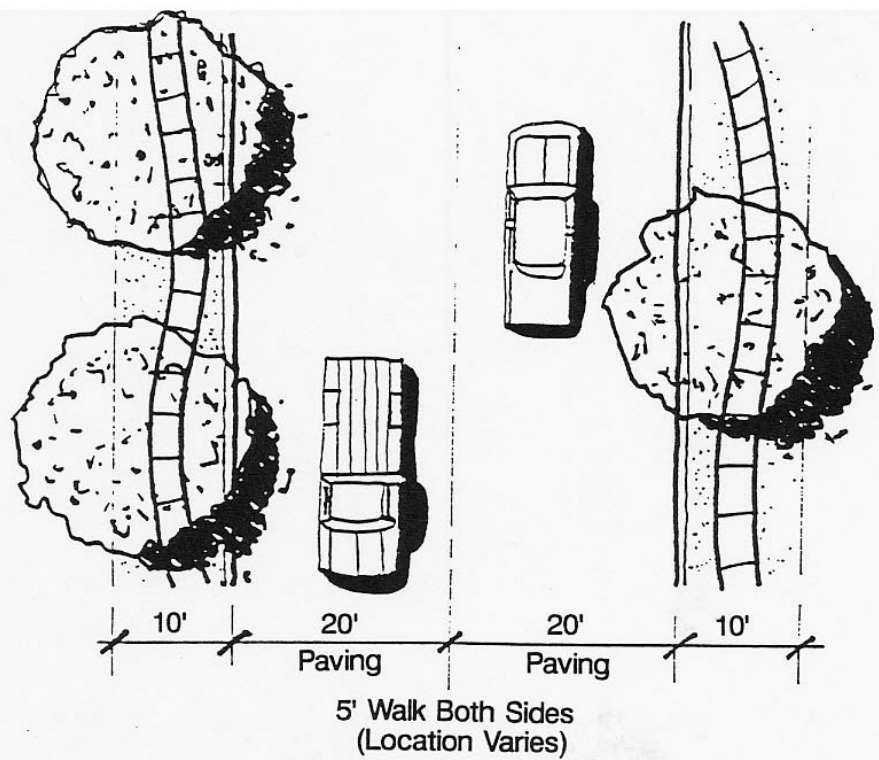 10' 20' 20' 10'
Paving Paving
5' Walk Both Sides
(Location Varies)